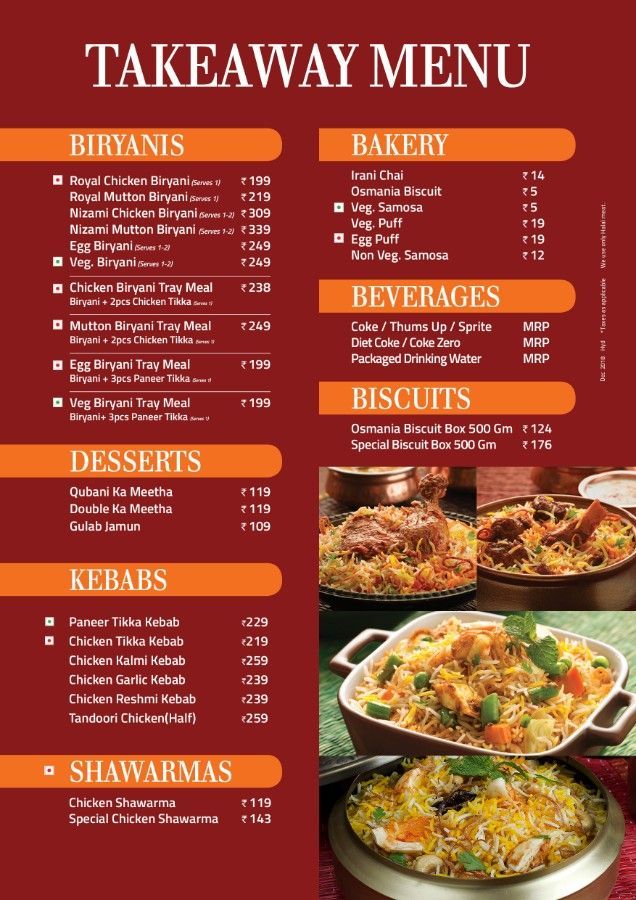 TAKEAWAY MENU
BIRYANIS
Royal Chicken Biryani (Serves 1) ₹ 199
Royal Mutton Biryani (Serves 1) ₹ 219
Nizami Chicken Biryani (Serves 1-2) ₹ 309
Nizami Mutton Biryani (Serves 1-2) ₹ 339
Egg Biryani (Serves 1-2) ₹ 249
Veg. Biryani (Serves 1-2) ₹ 249
Chicken Biryani Tray Meal ₹ 238
Biryani + 2pcs Chicken Tikka (Serves 1)
Mutton Biryani Tray Meal ₹ 249
Biryani + 2pcs Chicken Tikka (Serves 1)
Egg Biryani Tray Meal ₹ 199
Biryani + 3pcs Paneer Tikka (Serves 1)
Veg Biryani Tray Meal ₹ 199
Biryani+ 3pcs Paneer Tikka (Serves 1)
DESSERTS
Qubani Ka Meetha ₹ 119
Double Ka Meetha ₹ 119
Gulab Jamun ₹ 109
KEBABS
Paneer Tikka Kebab ₹229
Chicken Tikka Kebab ₹219
Chicken Kalmi Kebab ₹259
Chicken Garlic Kebab ₹239
Chicken Reshmi Kebab ₹239
Tandoori Chicken(Half) ₹259
SHAWARMAS
Chicken Shawarma ₹ 119
Special Chicken Shawarma ₹ 143
BAKERY
Irani Chai ₹ 14
Osmania Biscuit ₹ 5
Veg. Samosa ₹ 5
Veg. Puff ₹ 19
Egg Puff ₹ 19
Non Veg. Samosa ₹ 12
BEVERAGES
Coke / Thums Up / Sprite MRP
Diet Coke / Coke Zero MRP
Packaged Drinking Water MRP
BISCUITS
Osmania Biscuit Box 500 Gm ₹ 124
Special Biscuit Box 500 Gm ₹ 176
Dec 2018 Hyd *Taxes as applicable We use only Halal meat.